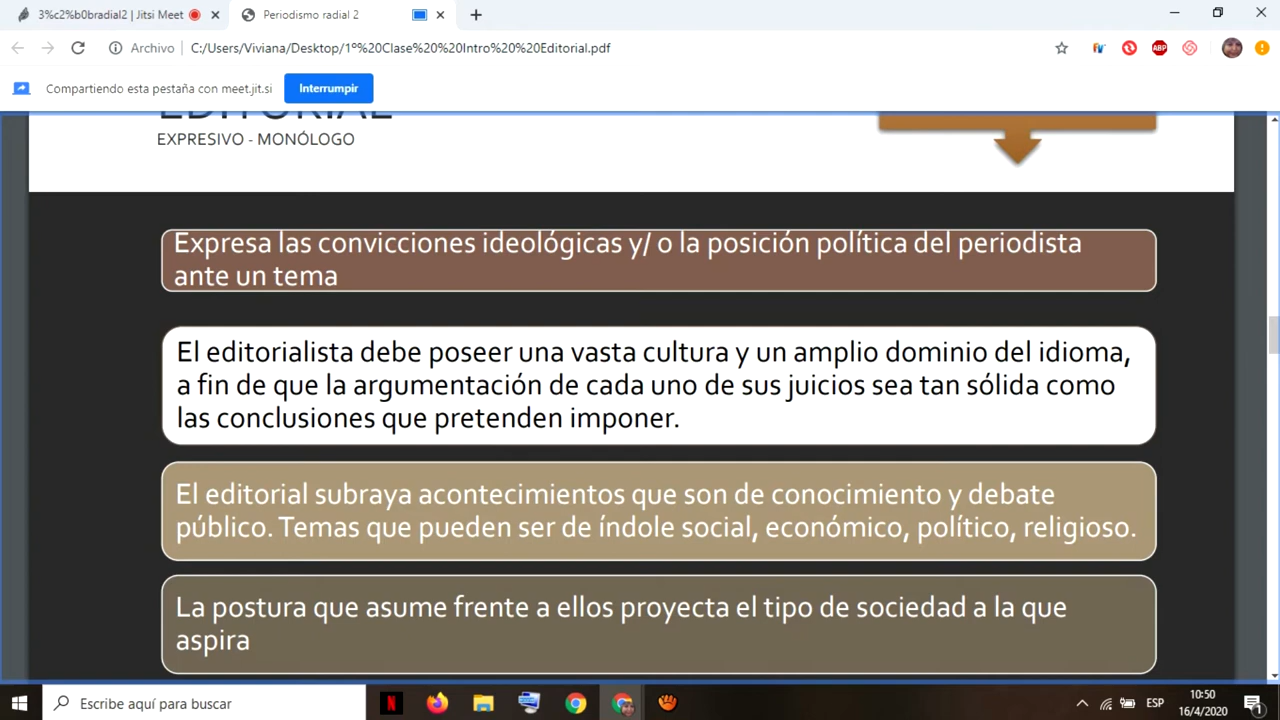 3%c2%b0bradial2 | Jitsi Meet
Periodismo radial 2
Archivo
C:/Users/Viviana/Desktop/1º%20Clase%20%20Intro%20%20Editorial.pdf
ABP
Compartiendo esta pestaña con meet.jit.si
Interrumpir
EDITORIAL
EXPRESIVO - MONÓLOGO
Expresa las convicciones ideológicas y/ o la posición política del periodista
ante un tema
El editorialista debe poseer una vasta cultura y un amplio dominio del idioma,
a fin de que la argumentación de cada uno de sus juicios sea tan sólida como
las conclusiones que pretenden imponer.
El editorial subraya acontecimientos que son de conocimiento y debate
público. Temas que pueden ser de índole social, económico, político, religioso.
La postura que asume frente a ellos proyecta el tipo de sociedad a la que
aspira
Escribe aquí para buscar
N
ESP
10:50
16/4/2020
1